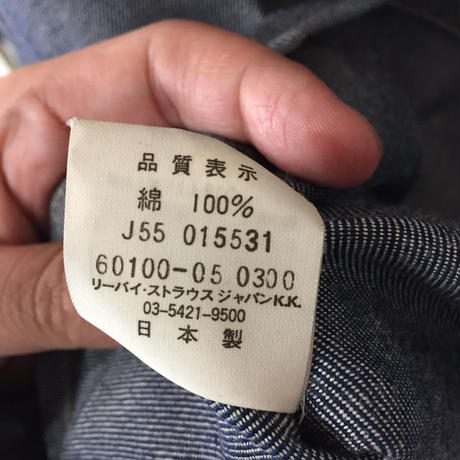 品質表示
綿 100%
J55 015531
60100-05 0300
リーバイ・ストラウス ジャパンK.K.
03-5421-9500
日本製